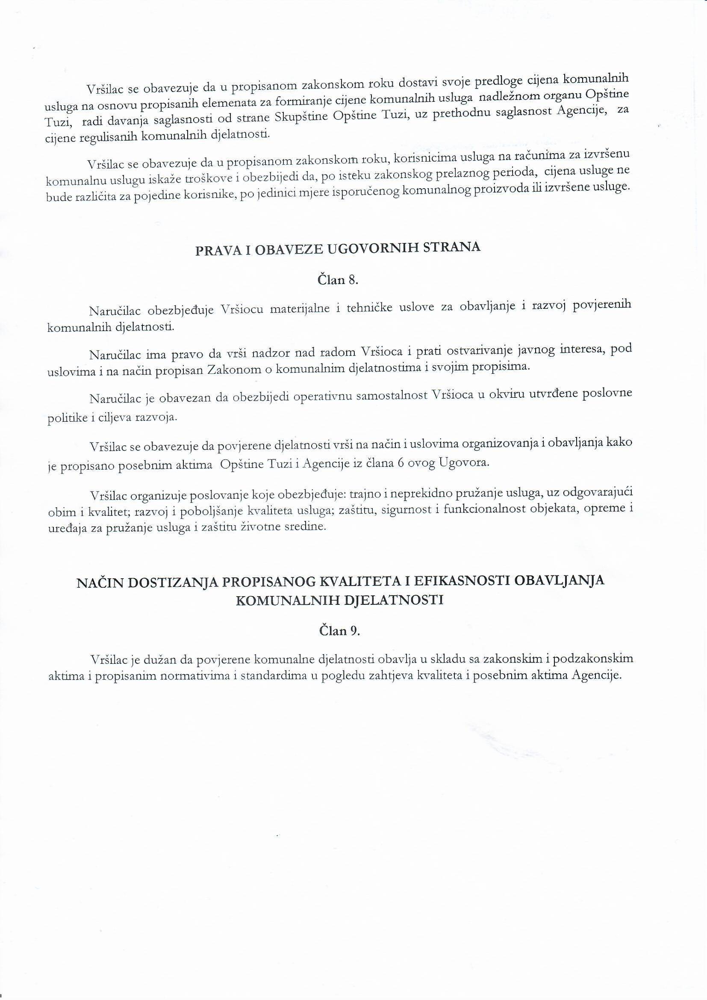 Vršilac se obavezuje da u propisanom zakonskom roku dostavi svoje predloge cijena komunalnih
usluga na osnovu propisanih elemenata za formiranje cijene komunalnih usluga nadležnom organu Opštine
Tuzi, radi davanja saglasnosti od strane Skupštine Opštine Tuzi, uz prethodnu saglasnost Agencije, za
cijene regulisanih komunalnih djelatnosti.
Vršilac se obavezuje da u propisanom zakonskom roku, korisnicima usluga na računima za izvršenu
komunalnu uslugu iskaže troškove i obezbijedi da, po isteku zakonskog prelaznog perioda, cijena usluge ne
bude različita za pojedine korisnike, po jedinici mjere isporučenog komunalnog proizvoda ili izvršene usluge.
PRAVA I OBAVEZE UGOVORNIH STRANA
Član 8.
Naručilac obezbjeđuje Vršiocu materijalne i tehničke uslove za obavljanje i razvoj povjerenih
komunalnih djelatnosti.
Naručilac ima pravo da vrši nadzor nad radom Vršioca i prati ostvarivanje javnog interesa, pod
uslovima i na način propisan Zakonom o komunalnim djelatnostima i svojim propisima.
Naručilac je obavezan da obezbijedi operativnu samostalnost Vršioca u okviru utvrđene poslovne
politike i ciljeva razvoja.
Vršilac se obavezuje da povjerene djelatnosti vrši na način i uslovima organizovanja i obavljanja kako
je propisano posebnim aktima Opštine Tuzi i Agencije iz člana 6 ovog Ugovora.
Vršilac organizuje poslovanje koje obezbjeđuje: trajno i neprekidno pružanje usluga, uz odgovarajući
obim i kvalitet; razvoj i poboljšanje kvaliteta usluga; zaštitu, sigurnost i funkcionalnost objekata, opreme i
uređaja za pružanje usluga i zaštitu životne sredine.
NAČIN DOSTIZANJA PROPISANOG KVALITETA I EFIKASNOSTI OBAVLJANJA
KOMUNALNIH DJELATNOSTI
Član 9.
Vršilac je dužan da povjerene komunalne djelatnosti obavlja u skladu sa zakonskim i podzakonskim
aktima i propisanim normativima i standardima u pogledu zahtjeva kvaliteta i posebnim aktima Agencije.